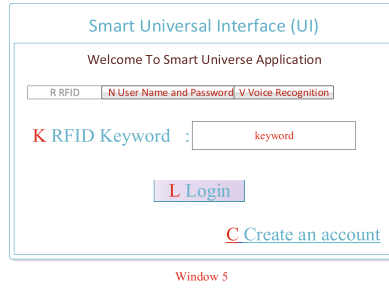 Smart Universal Interface (UI)
Welcome To Smart Universe Application
R RFID N User Name and Password V Voice Recognition
K RFID Keyword : keyword
L Login
C Create an account
Window 5